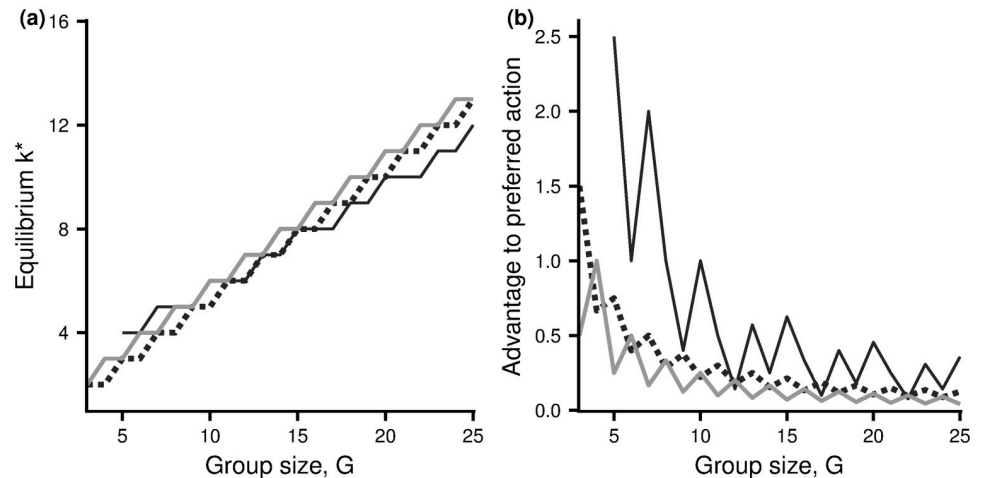 (a)
16
12
8
4
Equilibrium k*
5 10 15 20 25
Group size, G
(b)
2.5
2.0
1.5
1.0
0.5
0.0
Advantage to preferred action
5 10 15 20 25
Group size, G